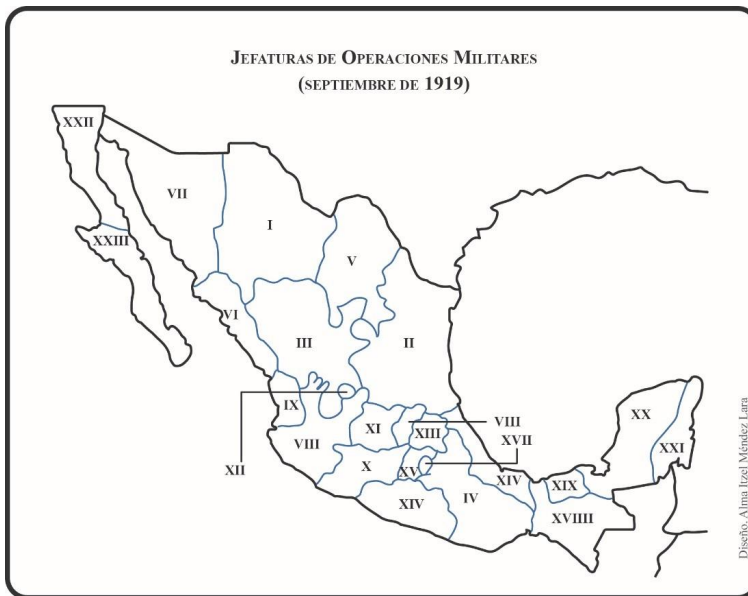 JEFATURAS DE OPERACIONES MILITARES
(SEPTIEMBRE DE 1919)
XXII
VII
I
XXIII
V
VI
III
II
IX
XII
VIII
XI
XIII
VIII
XVII
X
XV
XIV
IV
XIV
XIX
XVIIII
XX
XXI
Diseño. Alma Itzel Méndez Lara